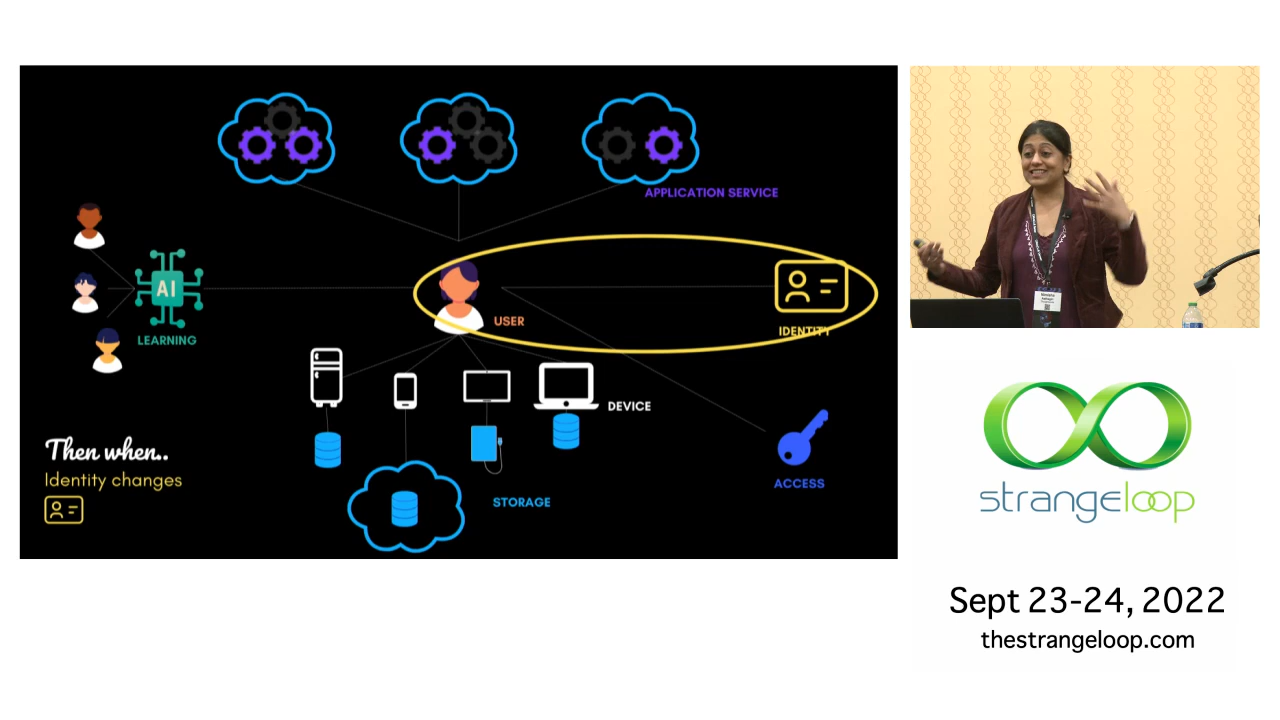 APPLICATION SERVICE
AI
LEARNING
USER
IDENTITY
DEVICE
Then when..
Identity changes
STORAGE
ACCESS
strangeloop
Sept 23-24, 2022
thestrangeloop.com